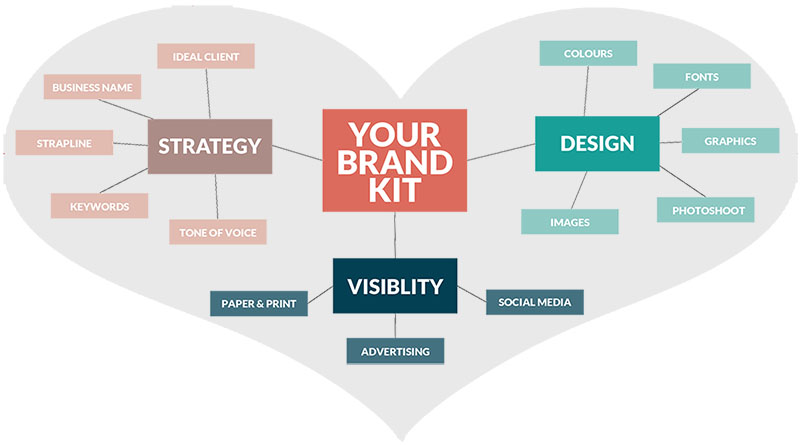 IDEAL CLIENT
BUSINESS NAME
STRAPLINE
KEYWORDS
TONE OF VOICE
STRATEGY
YOUR
BRAND
KIT
DESIGN
COLOURS
FONTS
GRAPHICS
PHOTOSHOOT
IMAGES
VISIBLITY
PAPER & PRINT
ADVERTISING
SOCIAL MEDIA